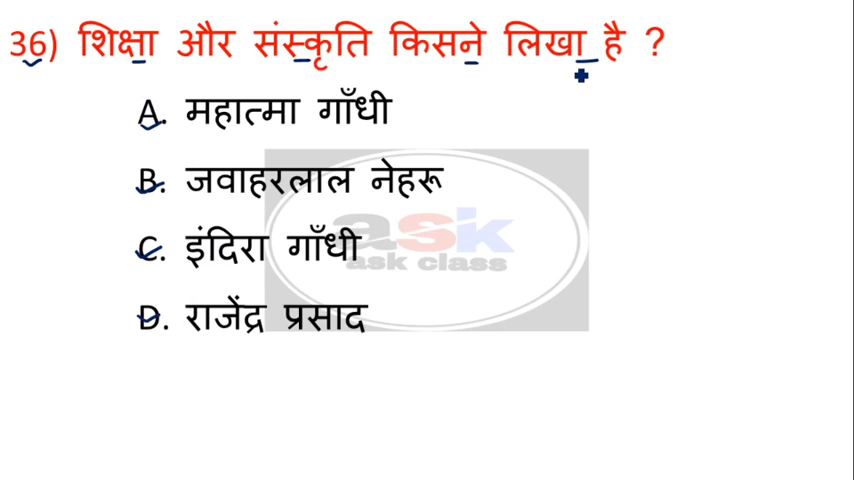 36) शिक्षा और संस्कृति किसने लिखा है ?
A. महात्मा गाँधी
B. जवाहरलाल नेहरू
ask
C. इंदिरा गाँधी
ask class
D. राजेंद्र प्रसाद